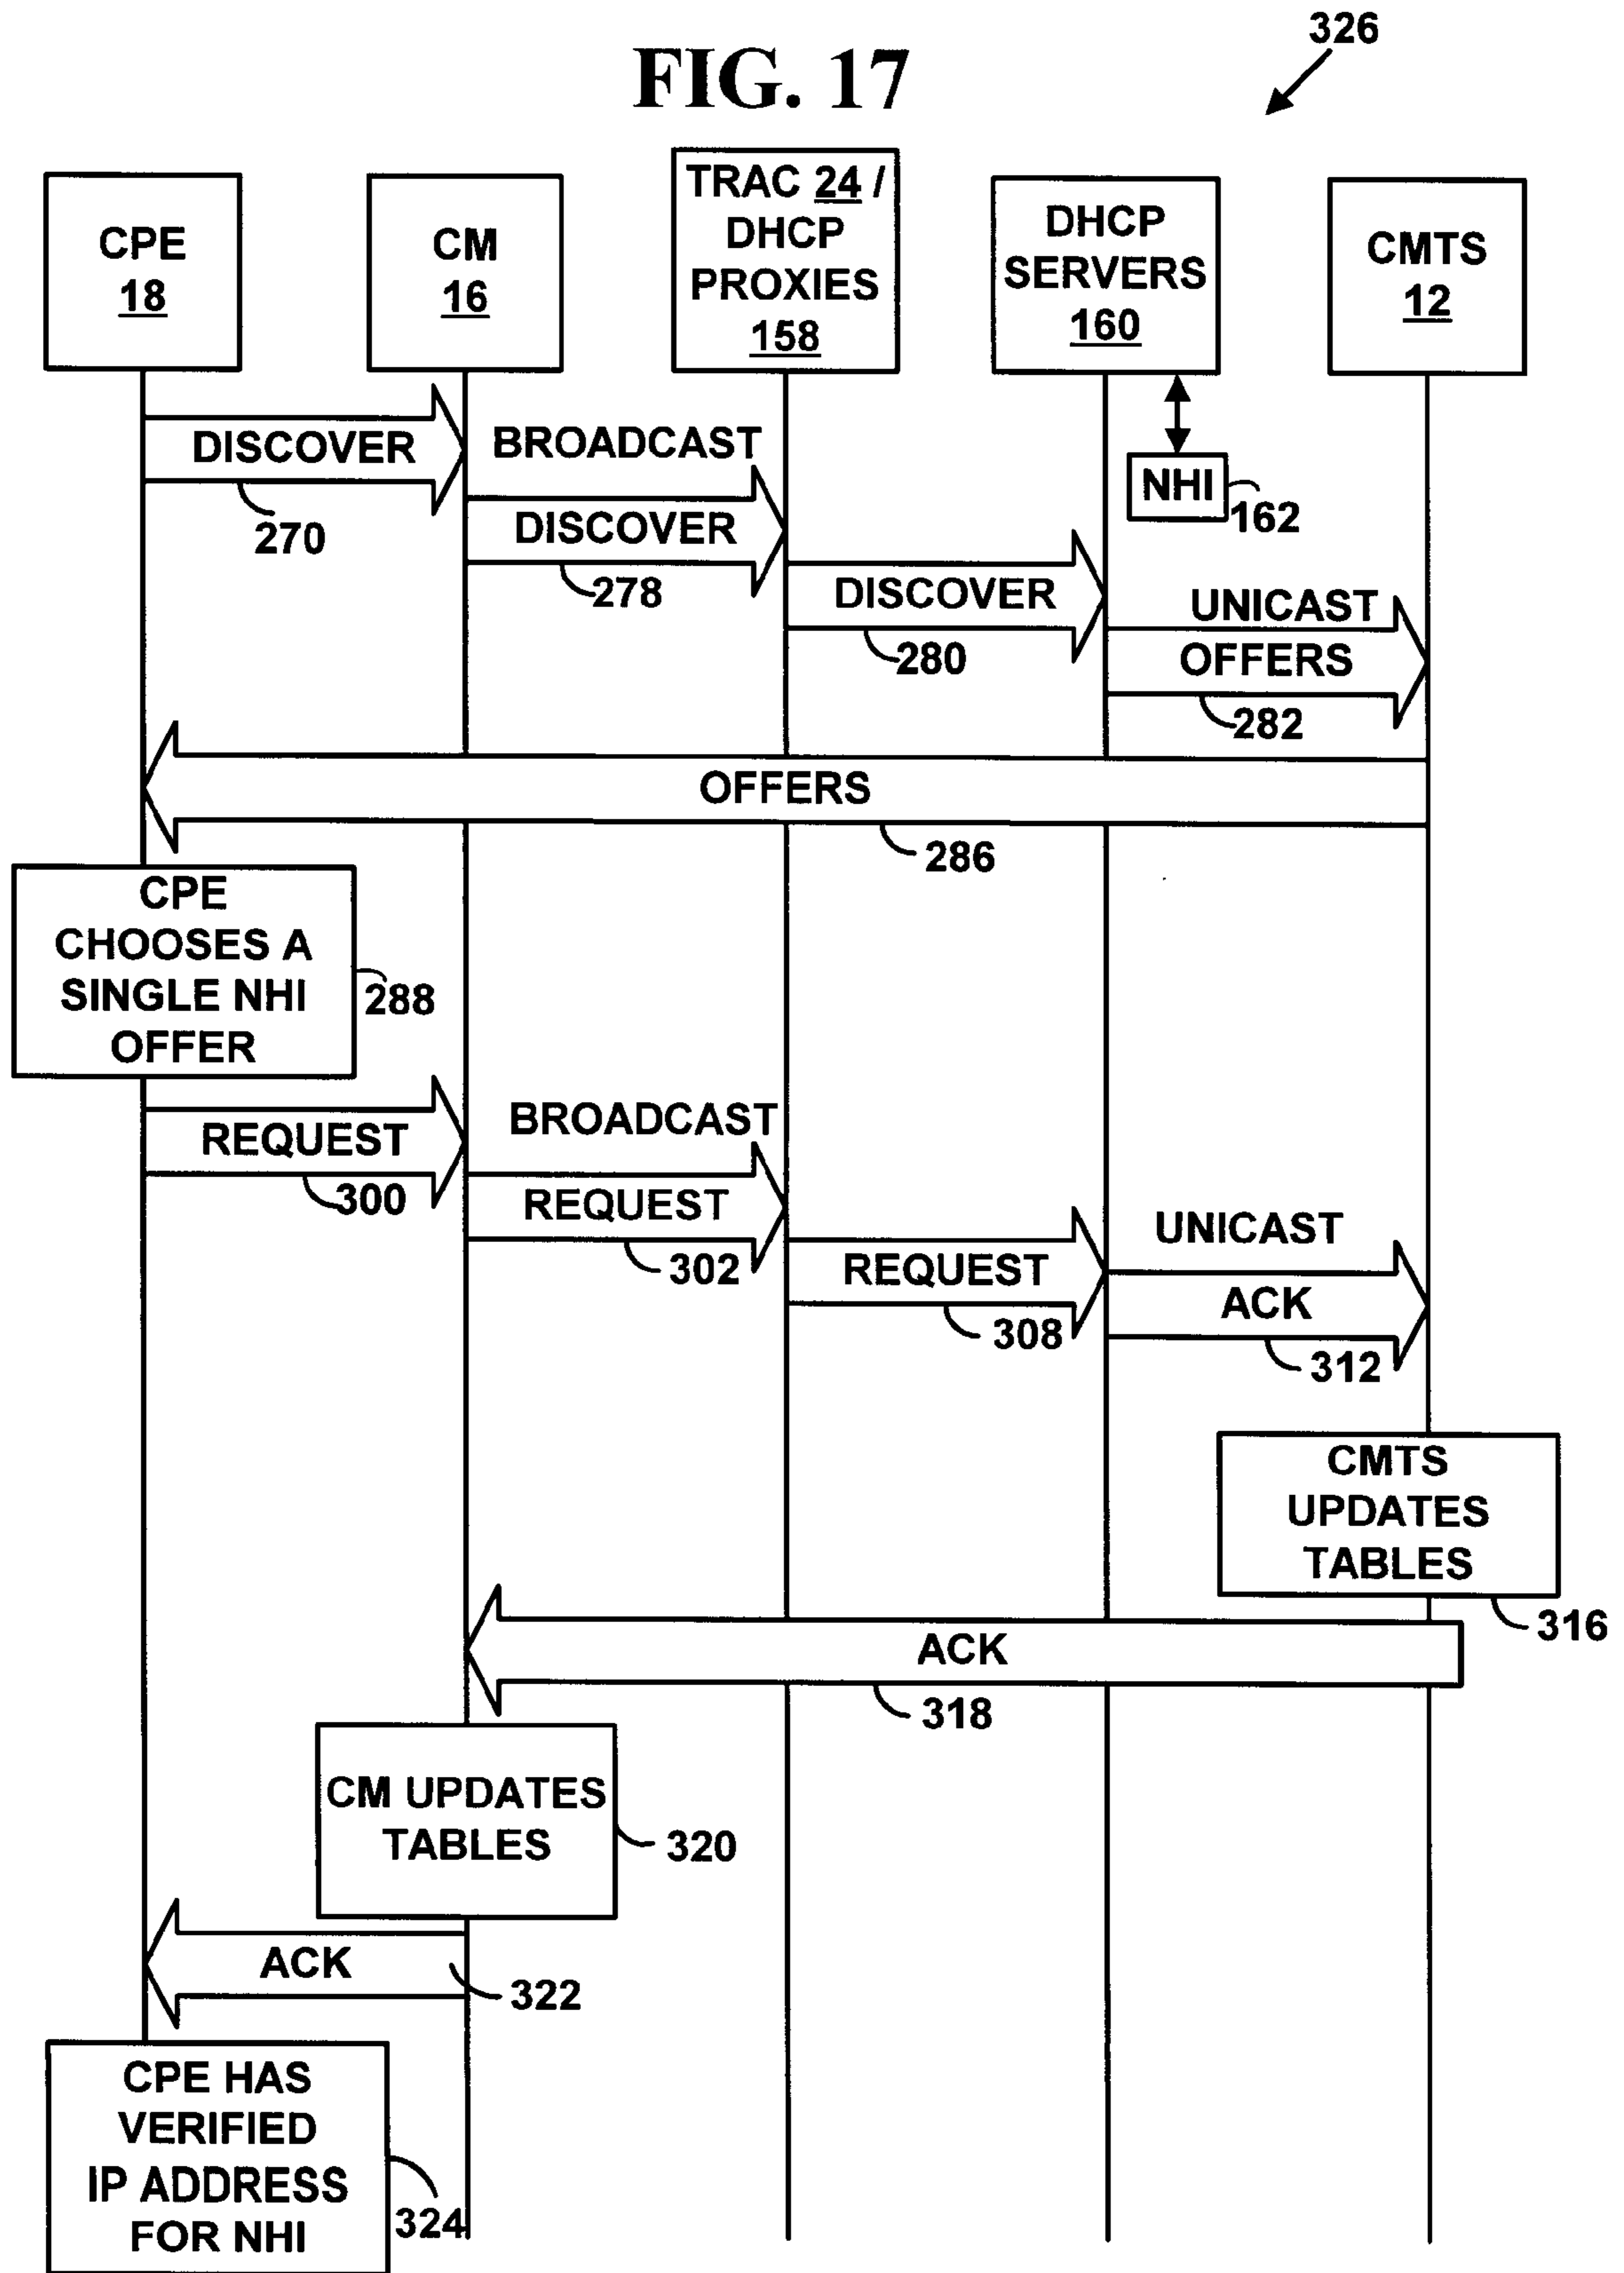 326
FIG. 17
CPE
18
CM
16
TRAC 24 /
DHCP
PROXIES
158
DHCP
SERVERS
160
CMTS
12
DISCOVER
270
BROADCAST
DISCOVER
278
NHI
162
DISCOVER
280
UNICAST
OFFERS
282
OFFERS
286
CPE
CHOOSES A
SINGLE NHI
OFFER
288
REQUEST
300
BROADCAST
REQUEST
302
REQUEST
308
UNICAST
ACK
312
CMTS
UPDATES
TABLES
316
ACK
318
CM UPDATES
TABLES
320
ACK
322
CPE HAS
VERIFIED
IP ADDRESS
FOR NHI
324